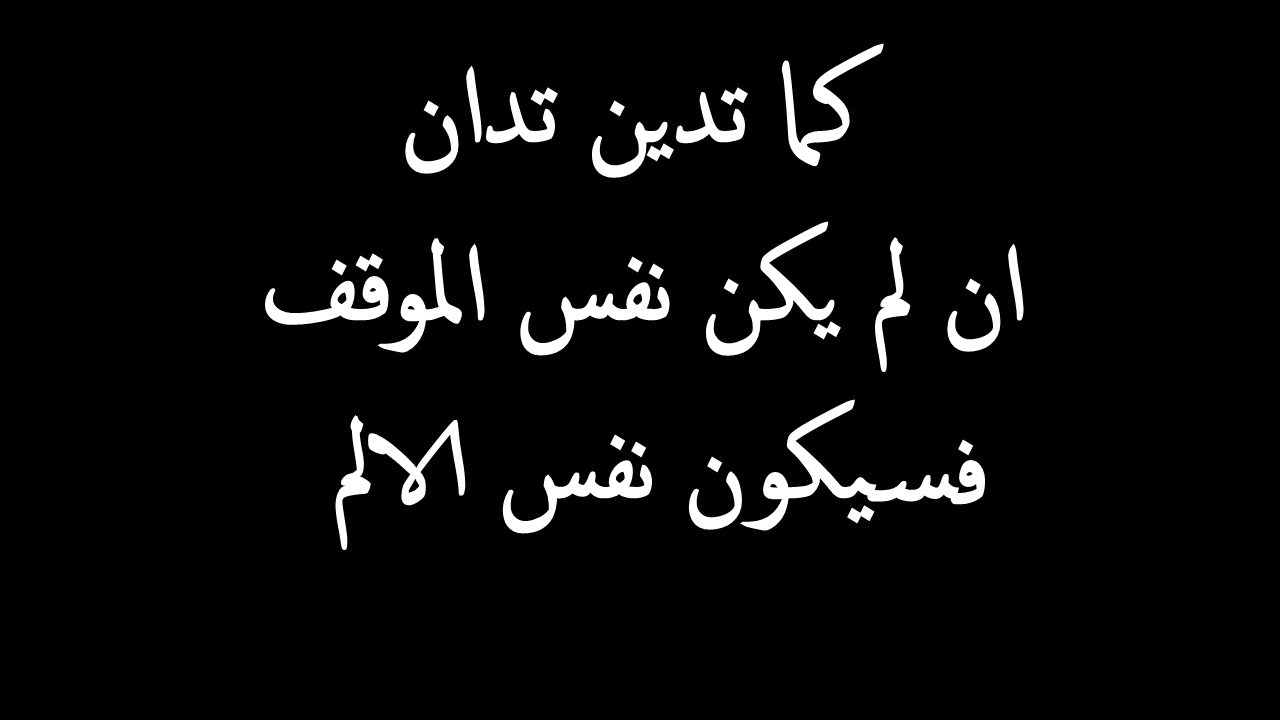 كما تدين تدان
ان لم يكن نفس الموقف
فسيكون نفس الالم